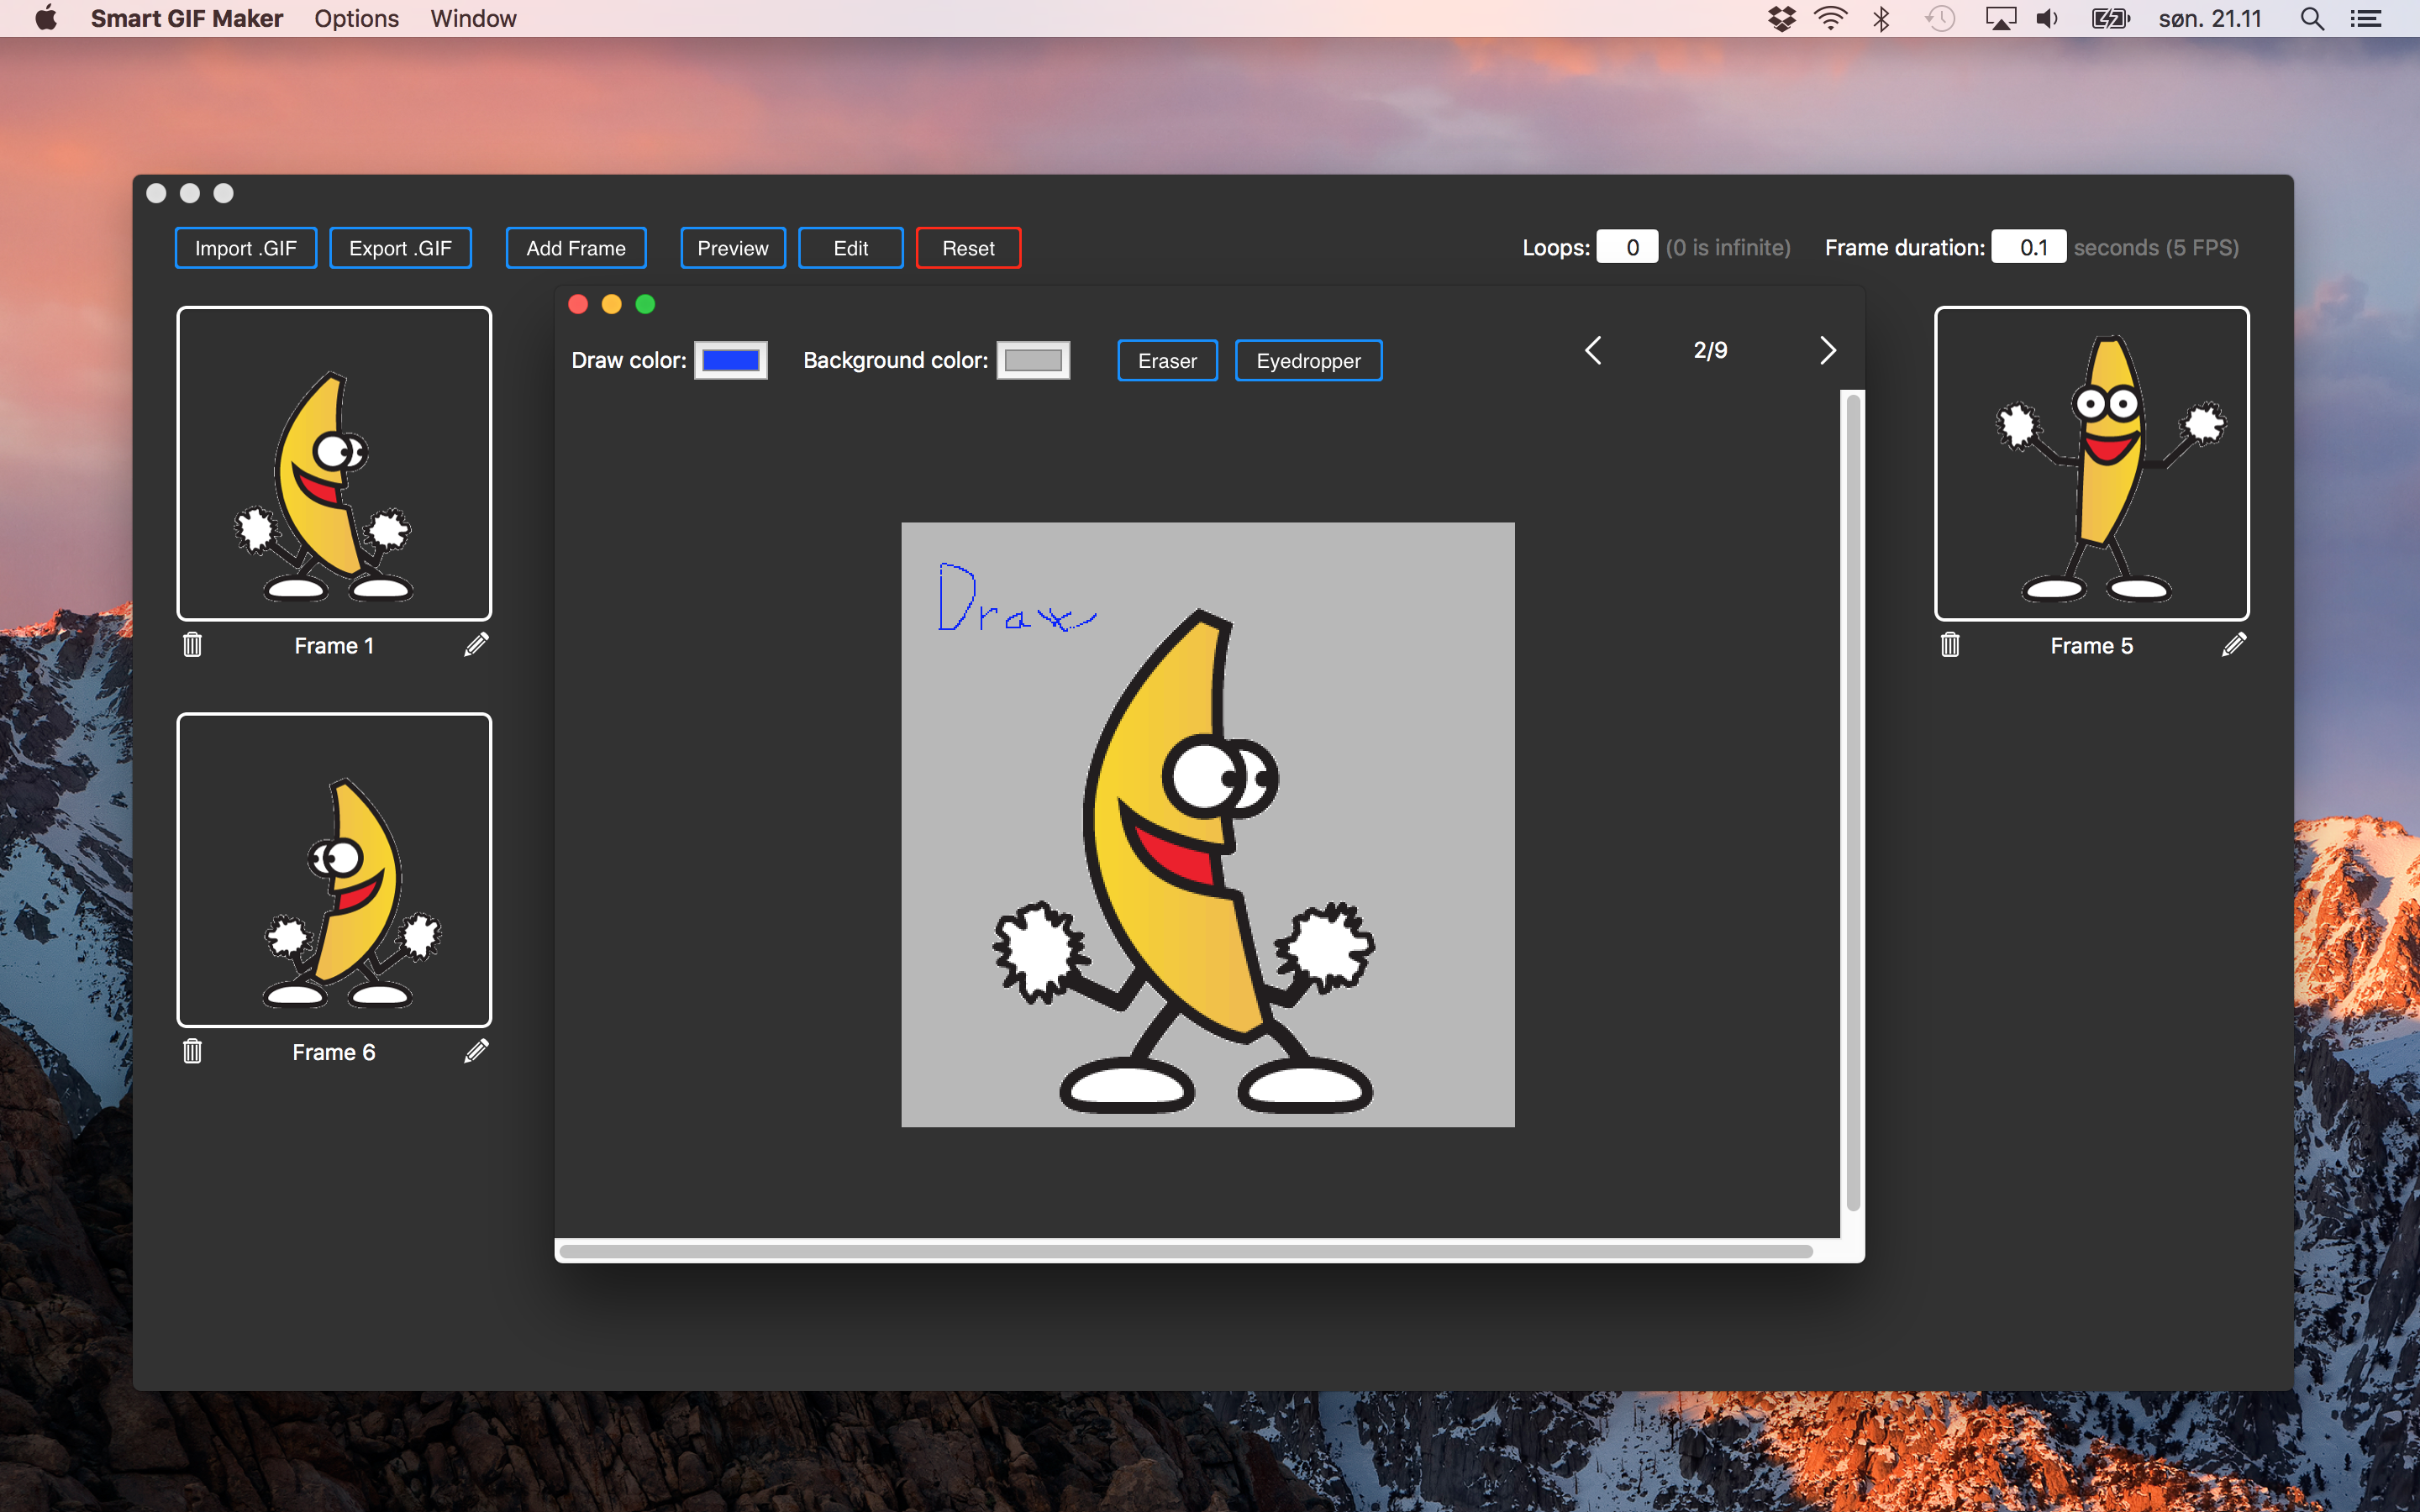 Smart GIF Maker Options Window søn. 21.11
Import .GIF Export .GIF Add Frame Preview Edit Reset Loops: 0 (0 is infinite) Frame duration: 0.1 seconds (5 FPS)
Draw color: Background color: Eraser Eyedropper 2/9
Draw
Frame 1
Frame 5
Frame 6